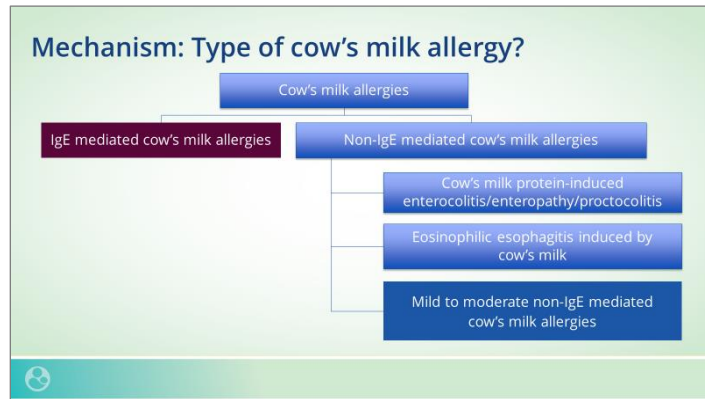 Mechanism: Type of cow’s milk allergy?
Cow’s milk allergies
IgE mediated cow’s milk allergies
Non-IgE mediated cow’s milk allergies
Cow’s milk protein-induced
enterocolitis/enteropathy/proctocolitis
Eosinophilic esophagitis induced by
cow’s milk
Mild to moderate non-IgE mediated
cow’s milk allergies